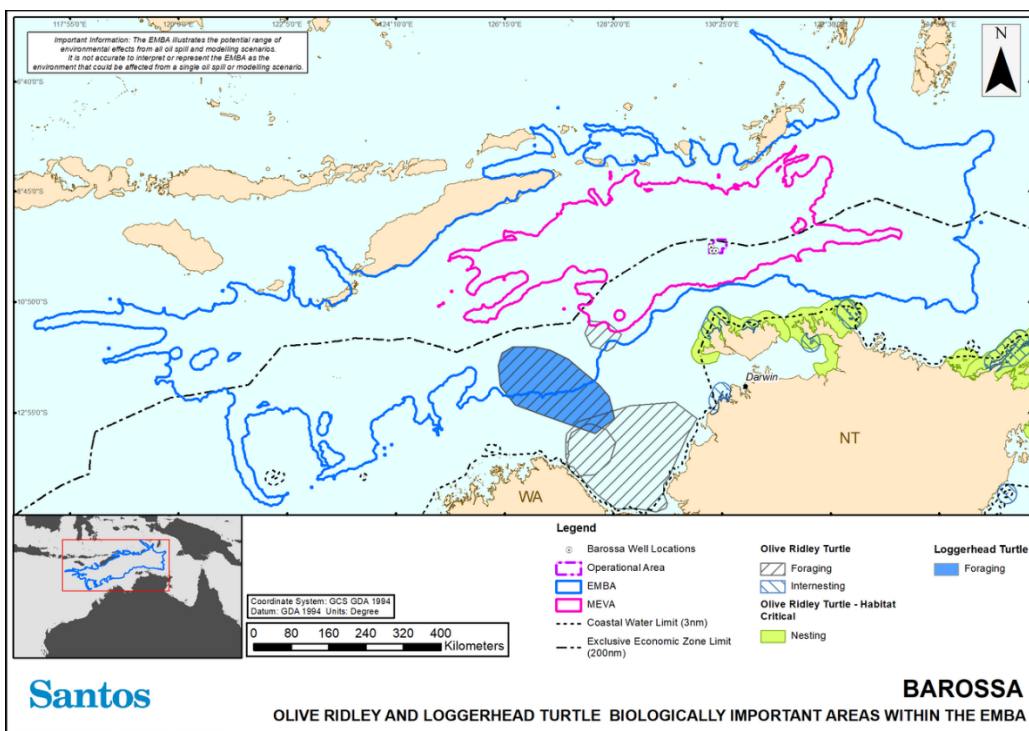 117°55'0"E
124°10'0"E
126°15'0"E
128°20'0"E
130°25'0"E
Important Information: The EMBA illustrates the potential range of
environmental effects from all oil spill and modelling scenarios.
It is not accurate to interpret or represent the EMBA as the
environment that could be affected from a single oil spill or modelling scenario.
N
6°40'0"S
8°45'0"S
10°50'0"S
12°55'0"S
Darwin
NT
WA
Legend
Barossa Well Locations
Operational Area
EMBA
MEVA
Coastal Water Limit (3nm)
Exclusive Economic Zone Limit
(200nm)
Olive Ridley Turtle
Foraging
Internesting
Olive Ridley Turtle - Habitat
Critical
Nesting
Loggerhead Turtle
Foraging
Coordinate System: GCS GDA 1994
Datum: GDA 1994 Units: Degree
0 80 160 240 320 400
Kilometers
Santos
BAROSSA
OLIVE RIDLEY AND LOGGERHEAD TURTLE BIOLOGICALLY IMPORTANT AREAS WITHIN THE EMBA